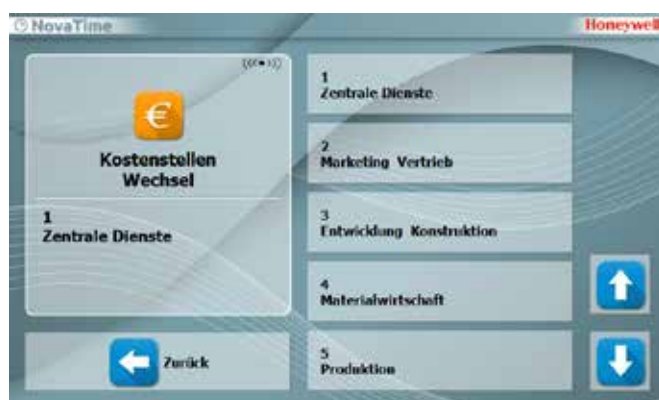 NovaTime
Honeywell
Kostenstellen
Wechsel
1
Zentrale Dienste
Zurück
1
Zentrale Dienste
2
Marketing Vertrieb
3
Entwicklung Konstruktion
4
Materialwirtschaft
5
Produktion